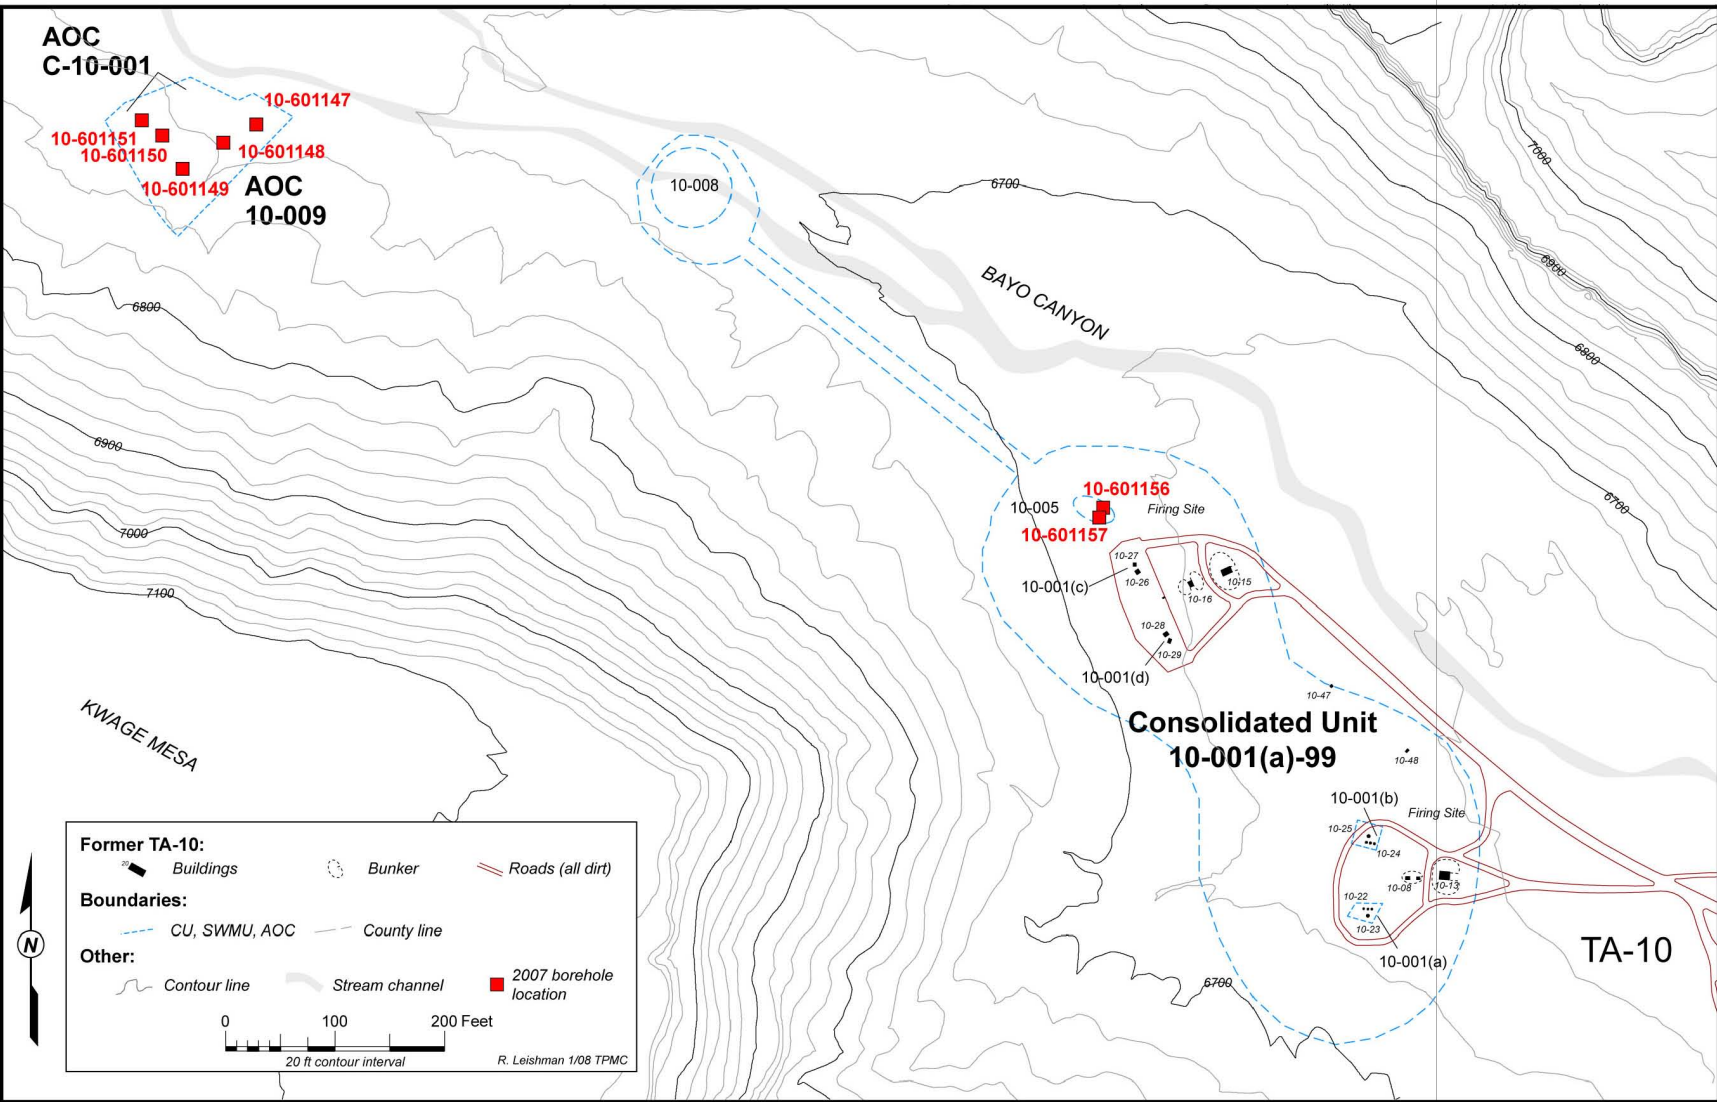 AOC
C-10-001
10-601147
10-601151
10-601150
10-601148
10-601149
AOC
10-009
10-008
6700
7000
6900
BAYO CANYON
6800
6800
6900
6700
7000
7100
10-601156
10-005
Firing Site
10-601157
10-27
10-001(c)
10-26
10-15
10-16
10-28
10-29
10-001(d)
10-47
Consolidated Unit
10-001(a)-99
10-48
KWAGE MESA
10-001(b)
Firing Site
10-25
10-24
10-08
10-13
10-22
10-23
10-001(a)
TA-10
6700
Former TA-10:
20
Buildings
Bunker
Roads (all dirt)
Boundaries:
CU, SWMU, AOC
County line
Other:
Contour line
Stream channel
2007 borehole
location
0 100 200 Feet
20 ft contour interval
R. Leishman 1/08 TPMC
N